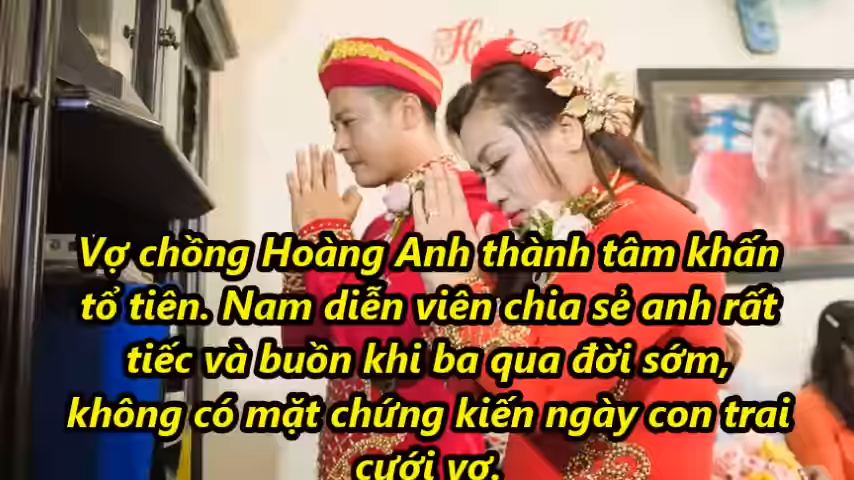 Vợ chồng Hoàng Anh thành tâm khấn
tổ tiên. Nam diễn viên chia sẻ anh rất
tiếc và buồn khi ba qua đời sớm,
không có mặt chứng kiến ngày con trai
cưới vợ.